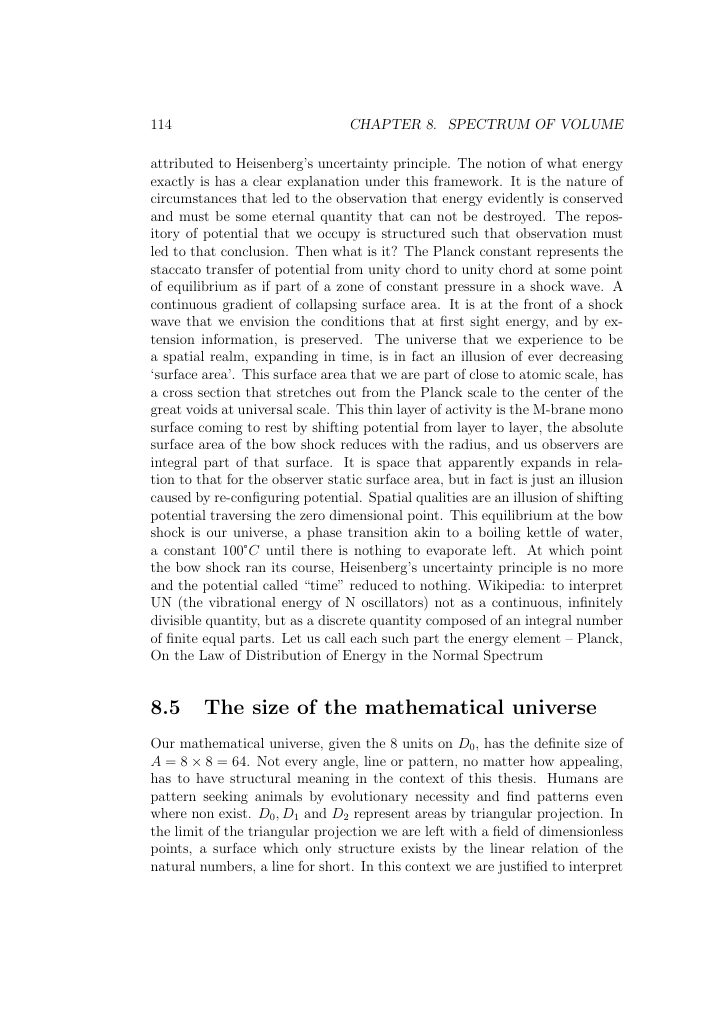 114 CHAPTER 8. SPECTRUM OF VOLUME
attributed to Heisenberg's uncertainty principle. The notion of what energy
exactly is has a clear explanation under this framework. It is the nature of
circumstances that led to the observation that energy evidently is conserved
and must be some eternal quantity that can not be destroyed. The repos-
itory of potential that we occupy is structured such that observation must
led to that conclusion. Then what is it? The Planck constant represents the
staccato transfer of potential from unity chord to unity chord at some point
of equilibrium as if part of a zone of constant pressure in a shock wave. A
continuous gradient of collapsing surface area. It is at the front of a shock
wave that we envision the conditions that at first sight energy, and by ex-
tension information, is preserved. The universe that we experience to be
a spatial realm, expanding in time, is in fact an illusion of ever decreasing
‘surface area’. This surface area that we are part of close to atomic scale, has
a cross section that stretches out from the Planck scale to the center of the
great voids at universal scale. This thin layer of activity is the M-brane mono
surface coming to rest by shifting potential from layer to layer, the absolute
surface area of the bow shock reduces with the radius, and us observers are
integral part of that surface. It is space that apparently expands in rela-
tion to that for the observer static surface area, but in fact is just an illusion
caused by re-configuring potential. Spatial qualities are an illusion of shifting
potential traversing the zero dimensional point. This equilibrium at the bow
shock is our universe, a phase transition akin to a boiling kettle of water,
a constant 100°C until there is nothing to evaporate left. At which point
the bow shock ran its course, Heisenberg's uncertainty principle is no more
and the potential called “time” reduced to nothing. Wikipedia: to interpret
UN (the vibrational energy of N oscillators) not as a continuous, infinitely
divisible quantity, but as a discrete quantity composed of an integral number
of finite equal parts. Let us call each such part the energy element – Planck,
On the Law of Distribution of Energy in the Normal Spectrum
8.5 The size of the mathematical universe
Our mathematical universe, given the 8 units on D₀, has the definite size of
A = 8 × 8 = 64. Not every angle, line or pattern, no matter how appealing,
has to have structural meaning in the context of this thesis. Humans are
pattern seeking animals by evolutionary necessity and find patterns even
where non exist. D₀, D₁ and D₂ represent areas by triangular projection. In
the limit of the triangular projection we are left with a field of dimensionless
points, a surface which only structure exists by the linear relation of the
natural numbers, a line for short. In this context we are justified to interpret